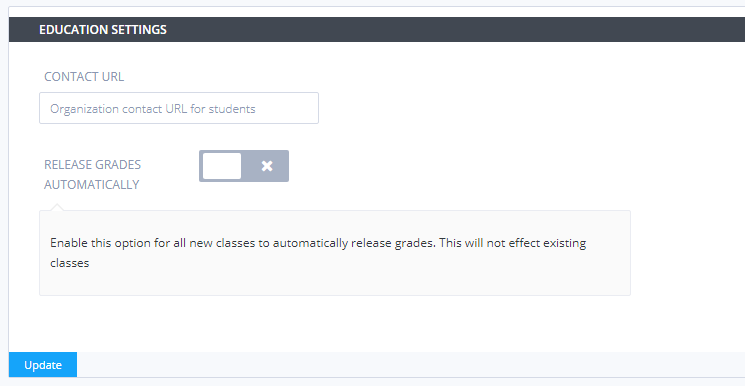 EDUCATION SETTINGS
CONTACT URL
Organization contact URL for students
RELEASE GRADES
AUTOMATICALLY
Enable this option for all new classes to automatically release grades. This will not effect existing
classes
Update